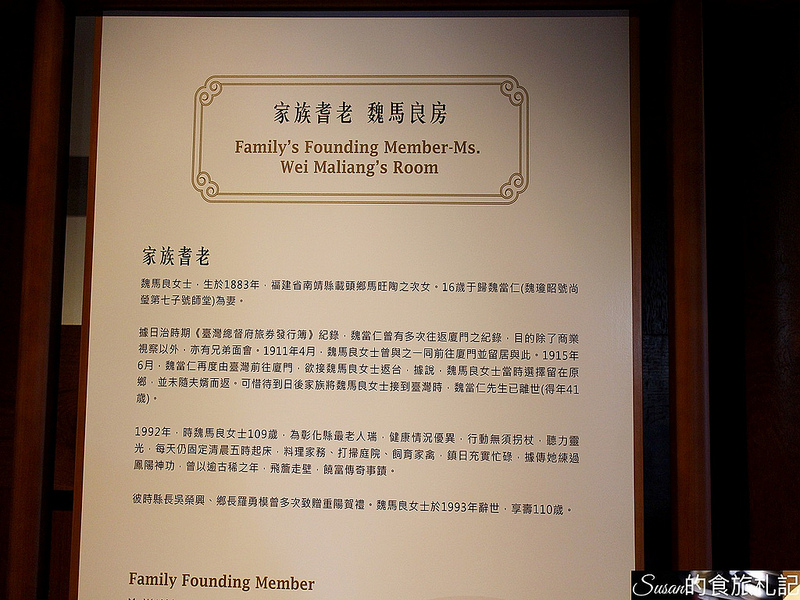 家族耆老 魏馬良房
Family's Founding Member-Ms.
Wei Maliang's Room
家族耆老
魏馬良女士，生於1883年，福建省南靖縣載頭鄉馬旺陶之次女。16歲于歸魏當仁(魏瓊昭號尚
瑩第七子號師堂)為妻。
據日治時期《臺灣總督府旅券發行簿》紀錄，魏當仁曾有多次往返廈門之紀錄，目的除了商業
視察以外，亦有兄弟面會。1911年4月，魏馬良女士曾與之一同前往廈門並留居與此。1915年
6月，魏當仁再度由臺灣前往廈門，欲接魏馬良女士返台，據說，魏馬良女士當時選擇留在原
鄉，並未隨夫婿而返。可惜待到日後家族將魏馬良女士接到臺灣時，魏當仁先生已離世(得年41
歲)。
1992年，時魏馬良女士109歲，為彰化縣最老人瑞，健康情況優異，行動無須拐杖，聽力靈
光，每天仍固定清晨五時起床，料理家務、打掃庭院、飼育家禽，鎮日充實忙碌，據傳她練過
鳳陽神功，曾以逾古稀之年，飛簷走壁，饒富傳奇事蹟。
彼時縣長吳榮興、鄉長羅勇模曾多次致贈重陽賀禮。魏馬良女士於1993年辭世，享壽110歲。
Family Founding Member
Susan的食旅札記